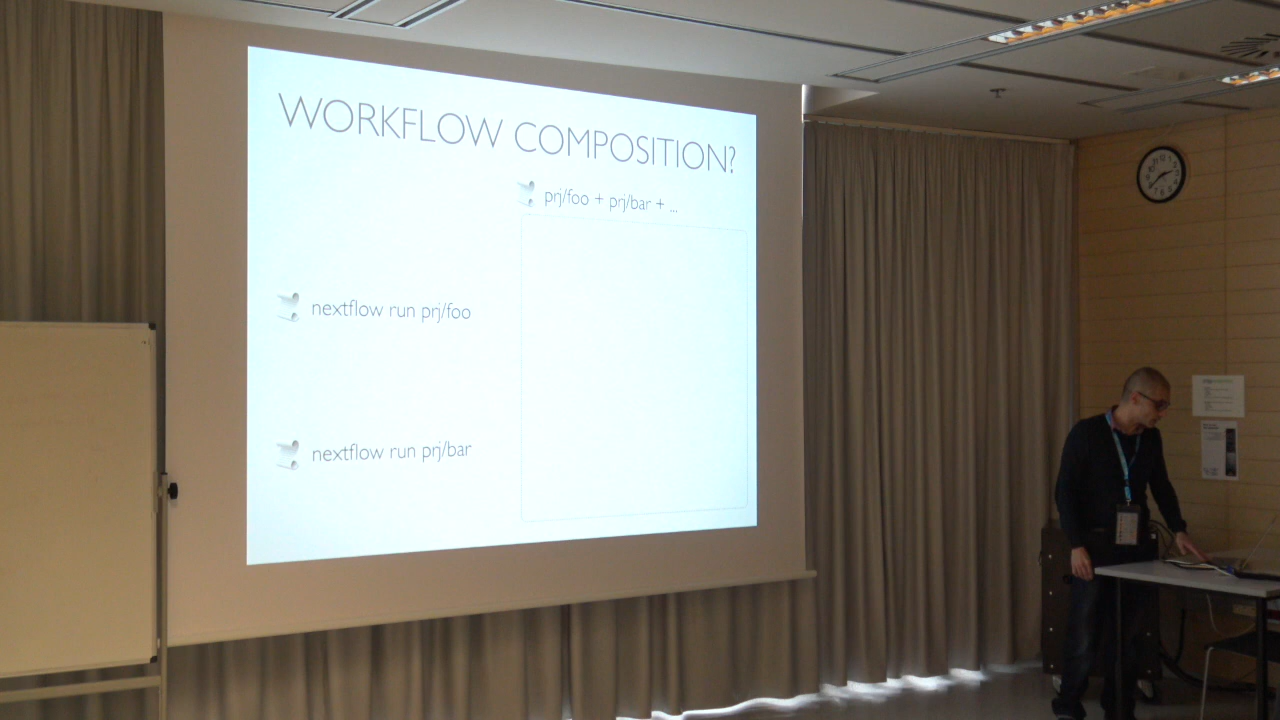 WORKFLOW COMPOSITION?
prj/foo + prj/bar + ...
nextflow run prj/foo
nextflow run prj/bar